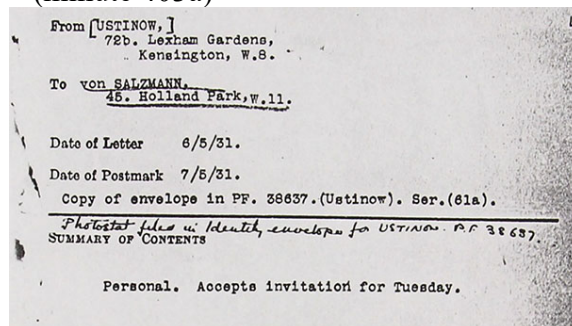 From [USTINOW,]
72b. Lexham Gardens,
Kensington, W.8.
To von SALZMANN,
45. Holland Park, W.11.
Date of Letter 6/5/31.
Date of Postmark 7/5/31.
Copy of envelope in PF. 38637.(Ustinow). Ser.(61a).
Photostat filed in Identity envelope for USTINOW. P.F 38637.
SUMMARY OF CONTENTS
Personal. Accepts invitation for Tuesday.